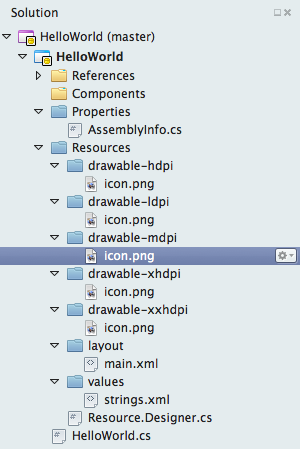 Solution
HelloWorld (master)
HelloWorld
References
Components
Properties
AssemblyInfo.cs
Resources
drawable-hdpi
icon.png
drawable-ldpi
icon.png
drawable-mdpi
icon.png
drawable-xhdpi
icon.png
drawable-xxhdpi
icon.png
layout
main.xml
values
strings.xml
Resource.Designer.cs
HelloWorld.cs